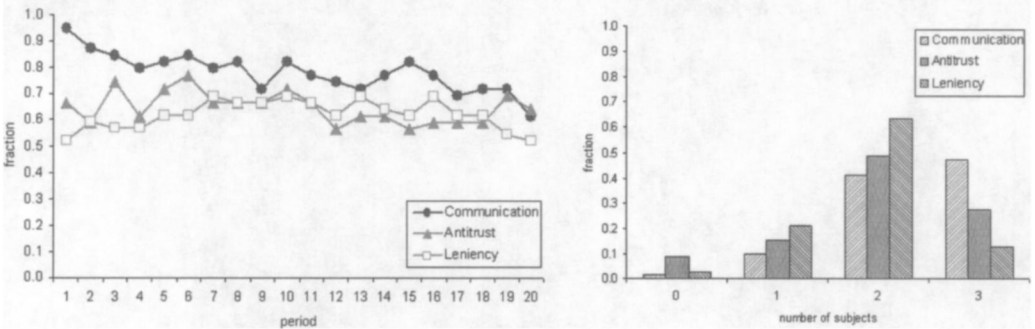 1.0
0.9
0.8
0.7
0.6
0.5
0.4
0.3
0.2
0.1
0.0
fraction
1 2 3 4 5 6 7 8 9 10 11 12 13 14 15 16 17 18 19 20
period
Communication
Antitrust
Leniency
1.0
0.9
0.8
0.7
0.6
0.5
0.4
0.3
0.2
0.1
0.0
fraction
0 1 2 3
number of subjects
Communication
Antitrust
Leniency